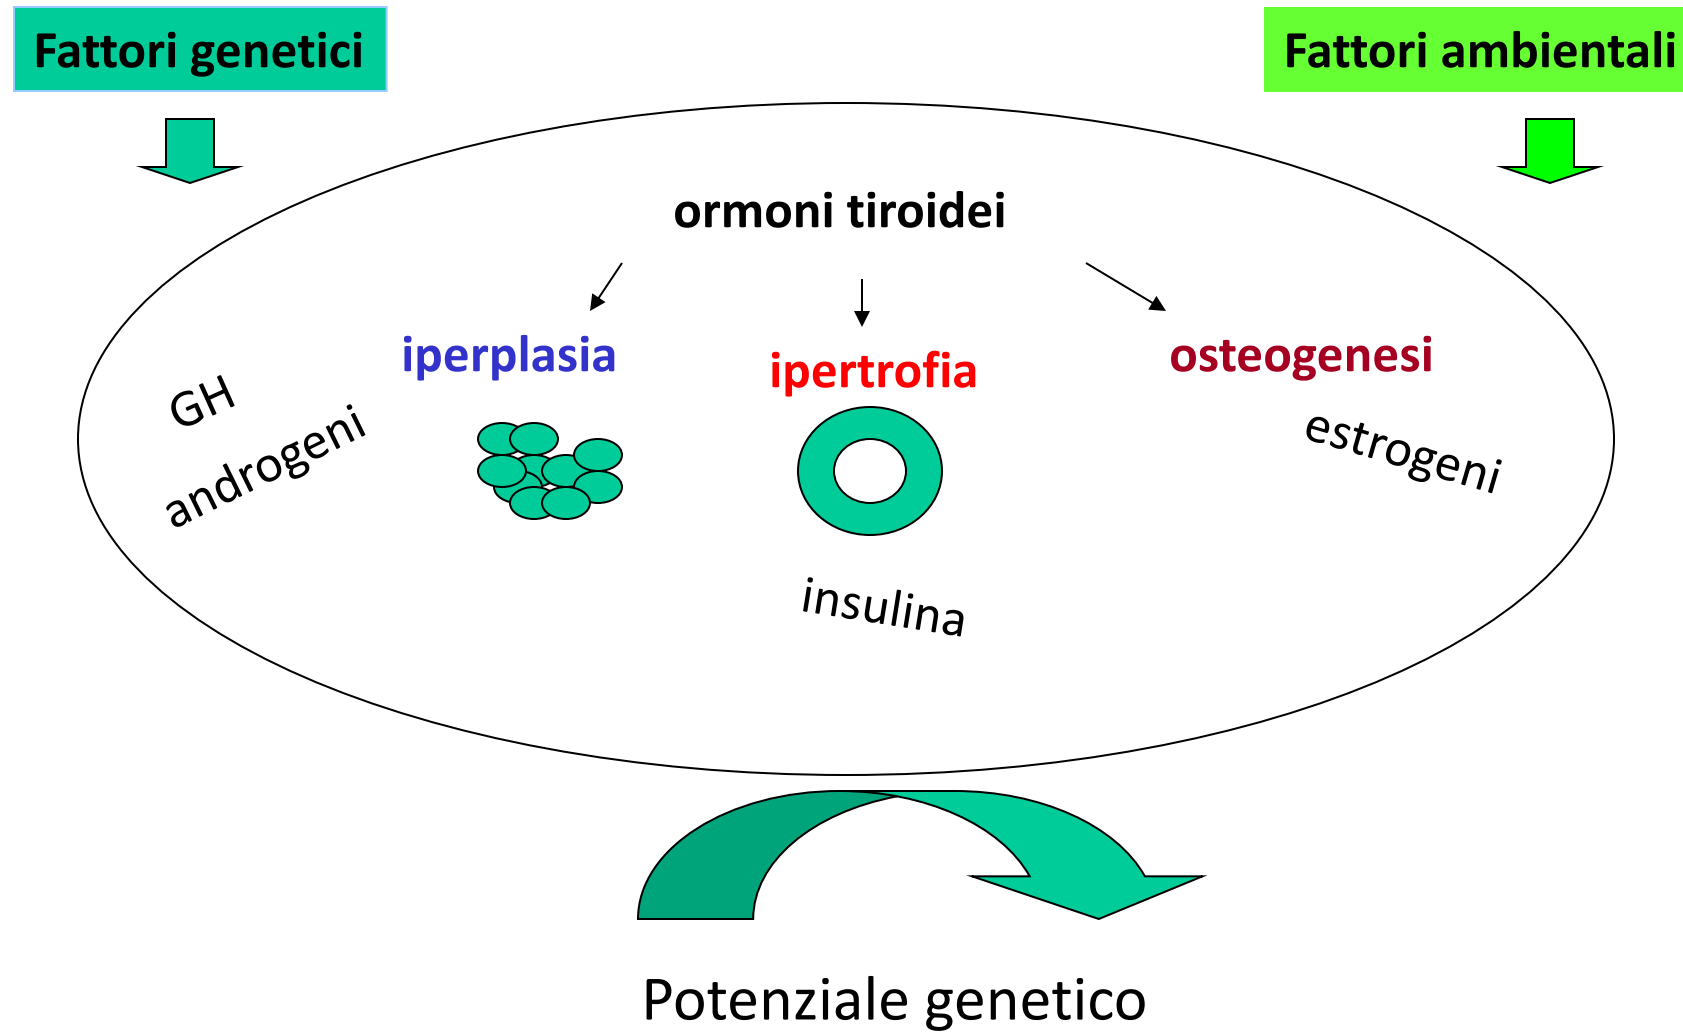 Fattori genetici
Fattori ambientali
ormoni tiroidei
iperplasia
ipertrofia
osteogenesi
GH
androgeni
estrogeni
insulina
Potenziale genetico